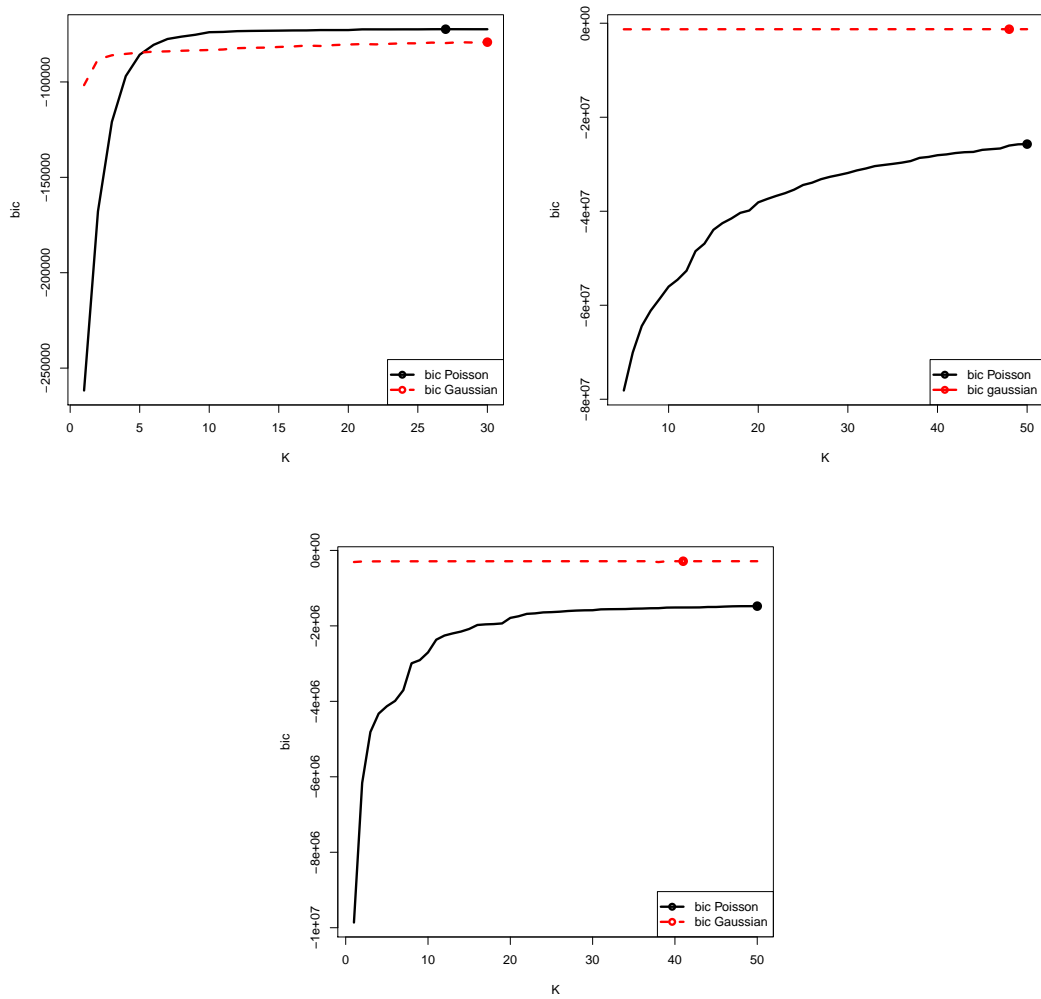 bic
-100000
-150000
-200000
-250000
0
5
10
15
20
25
30
K
bic Poisson
bic Gaussian
bic
0e+00
-2e+07
-4e+07
-6e+07
-8e+07
10
20
30
40
50
K
bic Poisson
bic gaussian
bic
0e+00
-2e+06
-4e+06
-6e+06
-8e+06
-1e+07
0
10
20
30
40
50
K
bic Poisson
bic Gaussian